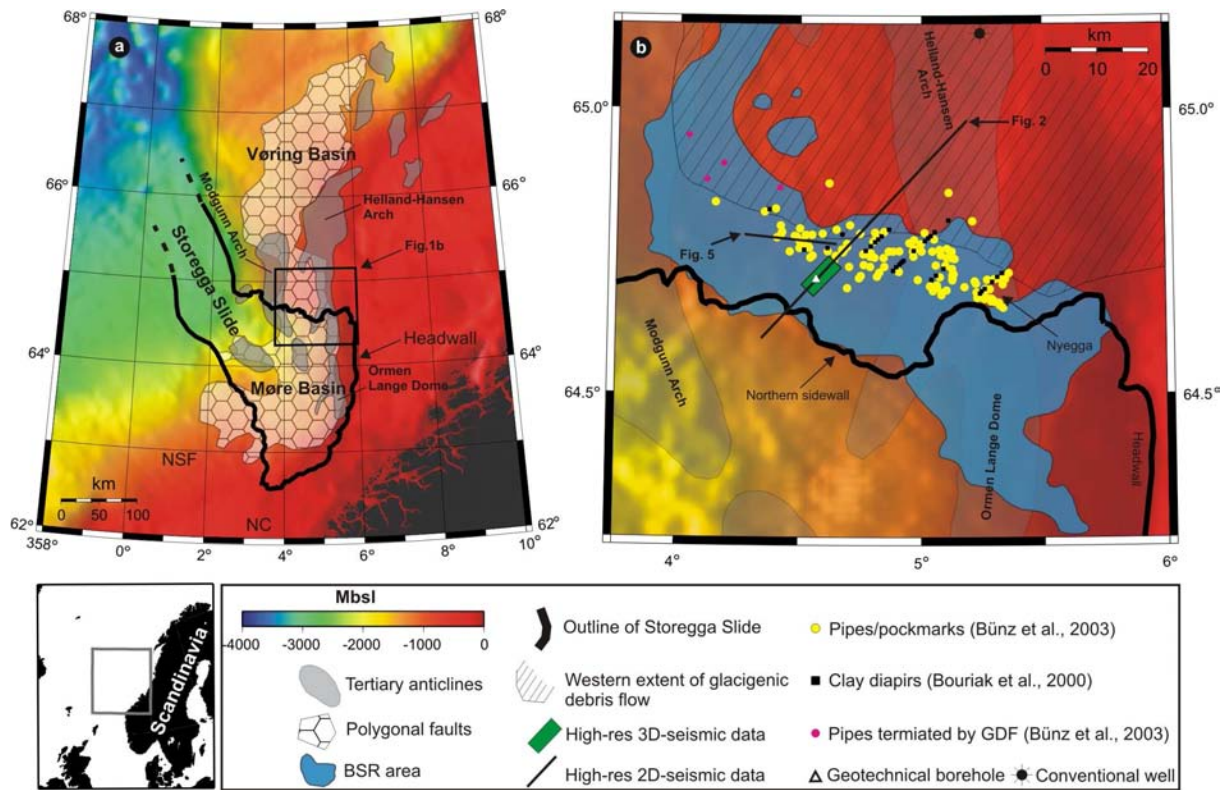 a
68°
68°
66°
66°
64°
64°
62°
62°
358°
0°
2°
4°
6°
8°
10°
Vøring Basin
Modgunn Arch
Storegga Slide
Helland-Hansen
Arch
Fig.1b
Headwall
Ormen
Lange Dome
Møre Basin
NSF
NC
km
0 50 100
b
km
0 10 20
Helland-Hansen
Arch
65.0°
65.0°
Fig. 2
Fig. 5
Modgunn Arch
Northern sidewall
Nyegga
Ormen Lange Dome
Headwall
64.5°
64.5°
4°
5°
6°
Scandinavia
Mbsl
-4000 -3000 -2000 -1000 0
Tertiary anticlines
Polygonal faults
BSR area
Outline of Storegga Slide
Western extent of glacigenic
debris flow
High-res 3D-seismic data
High-res 2D-seismic data
Pipes/pockmarks (Bünz et al., 2003)
Clay diapirs (Bouriak et al., 2000)
Pipes termiated by GDF (Bünz et al., 2003)
Geotechnical borehole
Conventional well